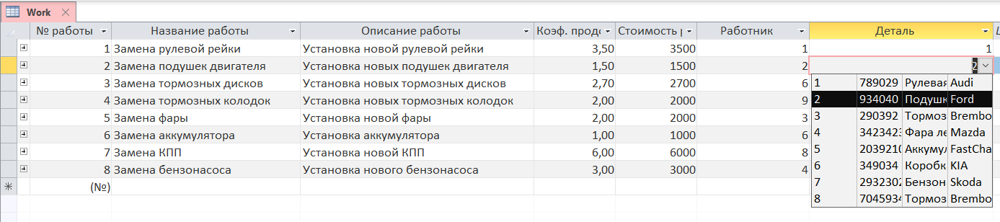 Work
№ работы Название работы Описание работы Коэф. продо Стоимость р Работник Деталь
1 Замена рулевой рейки Установка новой рулевой рейки 3,50 3500 1 1
2 Замена подушек двигателя Установка новых подушек двигателя 1,50 1500 2 2
3 Замена тормозных дисков Установка новых тормозных дисков 2,70 2700 6
4 Замена тормозных колодок Установка новых тормозных колодок 2,00 2000 9
5 Замена фары Установка новой фары 2,00 2000 3
6 Замена аккумулятора Установка аккумулятора 1,00 1000 6
7 Замена КПП Установка новой КПП 6,00 6000 8
8 Замена бензонасоса Установка нового бензонасоса 3,00 3000 4
(№)
1 789029 Рулевая Audi
2 934040 Подушк Ford
3 290392 Тормоз Brembo
4 3423423 Фара ле Mazda
5 2039210 Аккуму FastCha
6 349034 Коробк KIA
7 2932302 Бензон Skoda
8 7045934 Тормоз Brembo